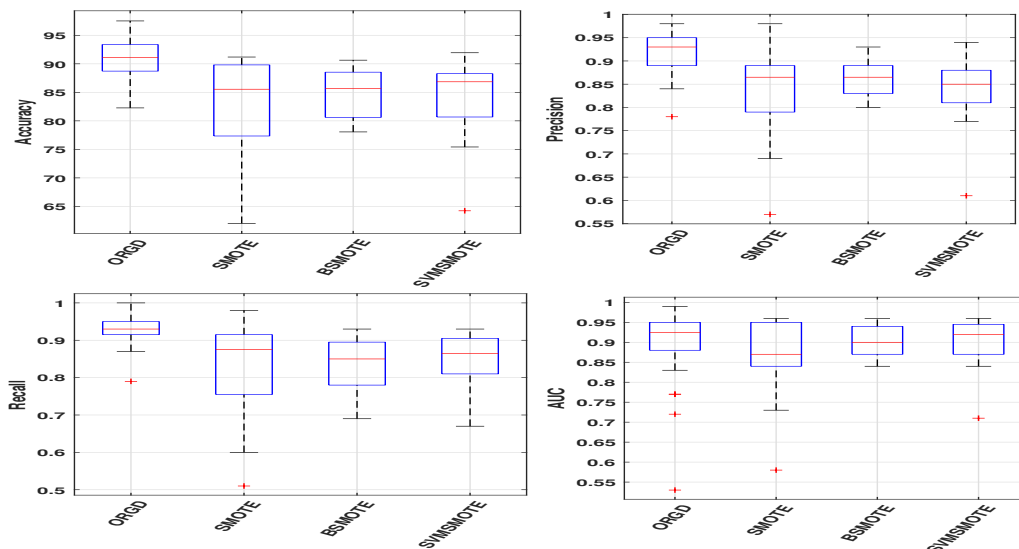 Accuracy
95
90
85
80
75
70
65
ORGD
SMOTE
BSMOTE
SVMSMOTE
Precision
1
0.95
0.9
0.85
0.8
0.75
0.7
0.65
0.6
0.55
ORGD
SMOTE
BSMOTE
SVMSMOTE
Recall
1
0.9
0.8
0.7
0.6
0.5
ORGD
SMOTE
BSMOTE
SVMSMOTE
AUC
1
0.95
0.9
0.85
0.8
0.75
0.7
0.65
0.6
0.55
ORGD
SMOTE
BSMOTE
SVMSMOTE